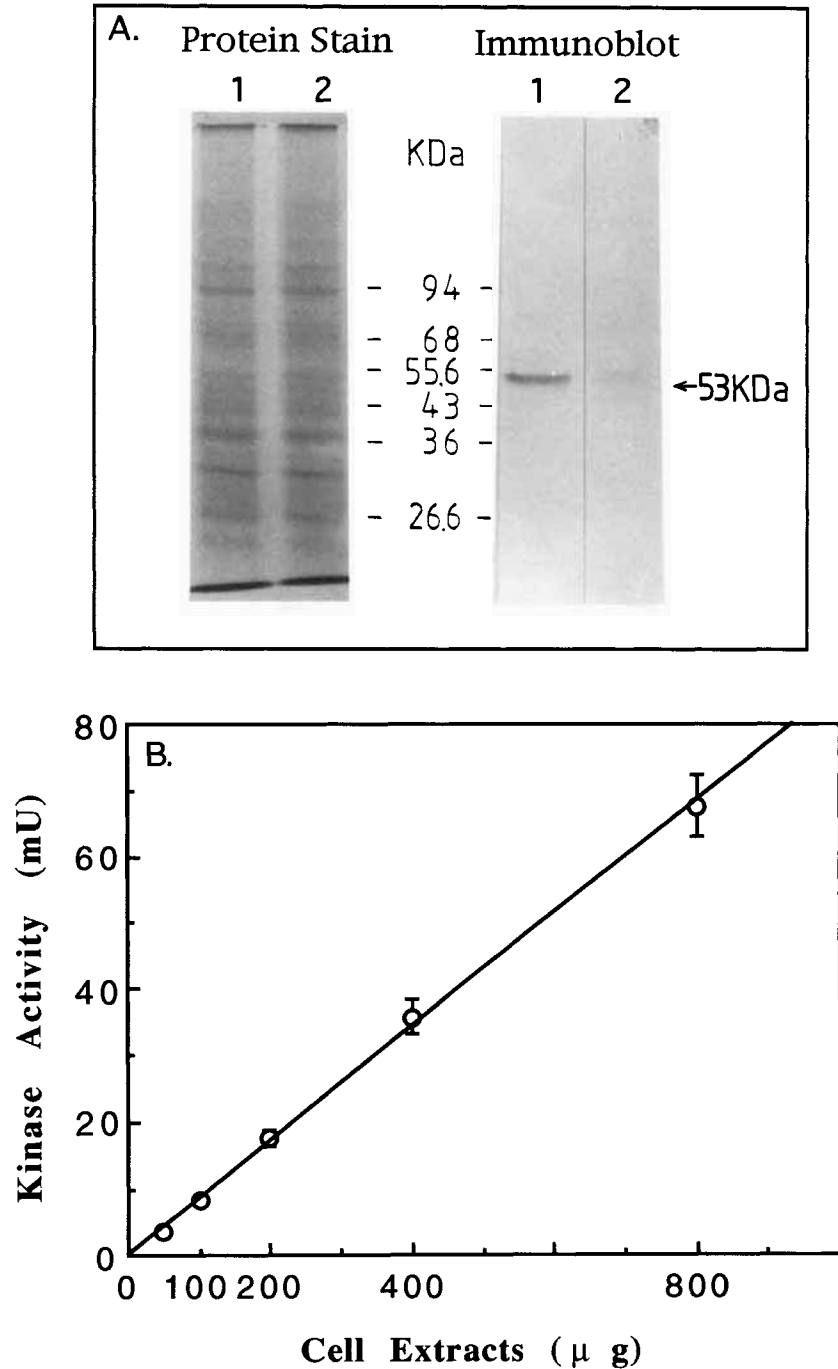 A.
Protein Stain Immunoblot
1 2 1 2
KDa
- 94 -
- 68 -
- 55.6 -
←53KDa
- 43 -
- 36 -
- 26.6 -
B.
80
60
40
20
0
Kinase Activity (mU)
0 100 200 400 800
Cell Extracts (μ g)